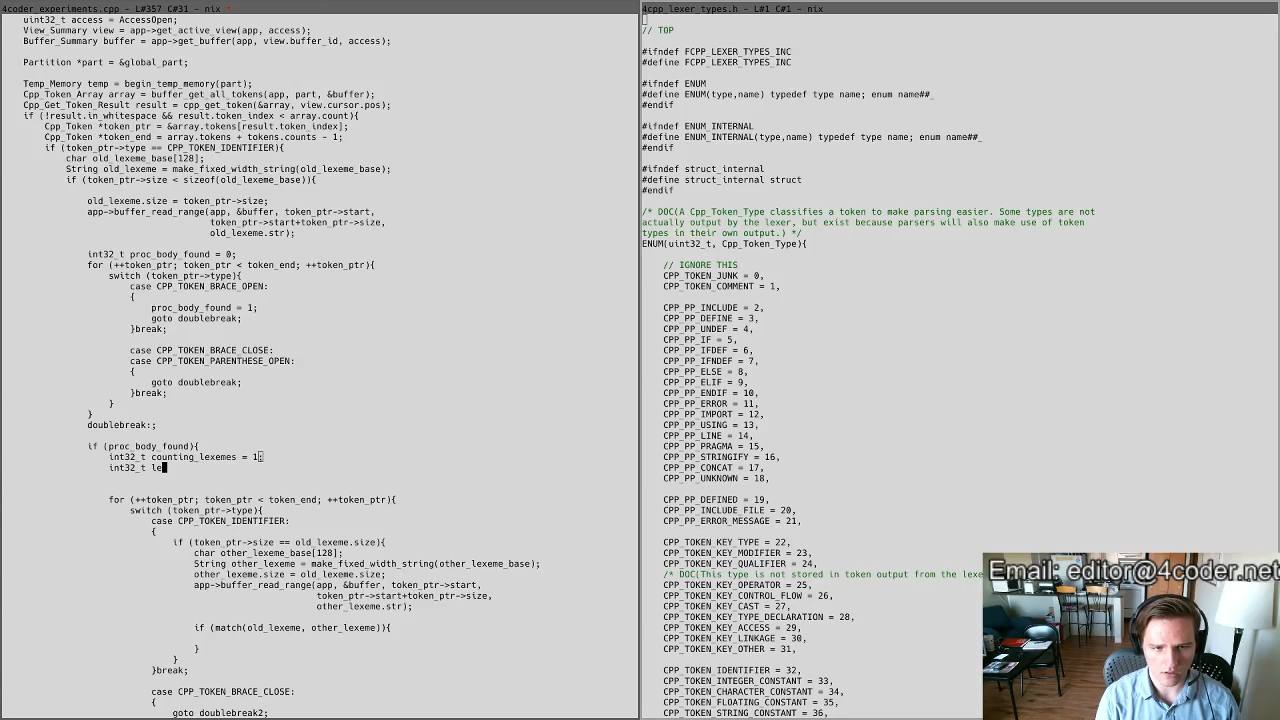 4coder_experiments.cpp - L#357 C#31 - nix *
uint32_t access = AccessOpen;
View_Summary view = app->get_active_view(app, access);
Buffer_Summary buffer = app->get_buffer(app, view.buffer_id, access);
Partition *part = &global_part;
Temp_Memory temp = begin_temp_memory(part);
Cpp_Token_Array array = buffer_get_all_tokens(app, part, &buffer);
Cpp_Get_Token_Result result = cpp_get_token(&array, view.cursor.pos);
if (!result.in_whitespace && result.token_index < array.count){
Cpp_Token *token_ptr = &array.tokens[result.token_index];
Cpp_Token *token_end = array.tokens + tokens.counts - 1;
if (token_ptr->type == CPP_TOKEN_IDENTIFIER){
char old_lexeme_base[128];
String old_lexeme = make_fixed_width_string(old_lexeme_base);
if (token_ptr->size < sizeof(old_lexeme_base)){
old_lexeme.size = token_ptr->size;
app->buffer_read_range(app, &buffer, token_ptr->start,
token_ptr->start+token_ptr->size,
old_lexeme.str);
int32_t proc_body_found = 0;
for (++token_ptr; token_ptr < token_end; ++token_ptr){
switch (token_ptr->type){
case CPP_TOKEN_BRACE_OPEN:
{
proc_body_found = 1;
goto doublebreak;
}break;
case CPP_TOKEN_BRACE_CLOSE:
case CPP_TOKEN_PARENTHESE_OPEN:
{
goto doublebreak;
}break;
}
}
doublebreak:;
if (proc_body_found){
int32_t counting_lexemes = 1;
int32_t le
for (++token_ptr; token_ptr < token_end; ++token_ptr){
switch (token_ptr->type){
case CPP_TOKEN_IDENTIFIER:
{
if (token_ptr->size == old_lexeme.size){
char other_lexeme_base[128];
String other_lexeme = make_fixed_width_string(other_lexeme_base);
other_lexeme.size = old_lexeme.size;
app->buffer_read_range(app, &buffer, token_ptr->start,
token_ptr->start+token_ptr->size,
other_lexeme.str);
if (match(old_lexeme, other_lexeme)){
}
}
}break;
case CPP_TOKEN_BRACE_CLOSE:
{
goto doublebreak2;
4cpp_lexer_types.h - L#1 C#1 - nix
// TOP
#ifndef FCPP_LEXER_TYPES_INC
#define FCPP_LEXER_TYPES_INC
#ifndef ENUM
#define ENUM(type,name) typedef type name; enum name##_
#endif
#ifndef ENUM_INTERNAL
#define ENUM_INTERNAL(type,name) typedef type name; enum name##_
#endif
#ifndef struct_internal
#define struct_internal struct
#endif
/* DOC(A Cpp_Token_Type classifies a token to make parsing easier. Some types are not
actually output by the lexer, but exist because parsers will also make use of token
types in their own output.) */
ENUM(uint32_t, Cpp_Token_Type){
// IGNORE THIS
CPP_TOKEN_JUNK = 0,
CPP_TOKEN_COMMENT = 1,
CPP_PP_INCLUDE = 2,
CPP_PP_DEFINE = 3,
CPP_PP_UNDEF = 4,
CPP_PP_IF = 5,
CPP_PP_IFDEF = 6,
CPP_PP_IFNDEF = 7,
CPP_PP_ELSE = 8,
CPP_PP_ELIF = 9,
CPP_PP_ENDIF = 10,
CPP_PP_ERROR = 11,
CPP_PP_IMPORT = 12,
CPP_PP_USING = 13,
CPP_PP_LINE = 14,
CPP_PP_PRAGMA = 15,
CPP_PP_STRINGIFY = 16,
CPP_PP_CONCAT = 17,
CPP_PP_UNKNOWN = 18,
CPP_PP_DEFINED = 19,
CPP_PP_INCLUDE_FILE = 20,
CPP_PP_ERROR_MESSAGE = 21,
CPP_TOKEN_KEY_TYPE = 22,
CPP_TOKEN_KEY_MODIFIER = 23,
CPP_TOKEN_KEY_QUALIFIER = 24,
/* DOC(This type is not stored in token output from the lexe
CPP_TOKEN_KEY_OPERATOR = 25,
CPP_TOKEN_KEY_CONTROL_FLOW = 26,
CPP_TOKEN_KEY_CAST = 27,
CPP_TOKEN_KEY_TYPE_DECLARATION = 28,
CPP_TOKEN_KEY_ACCESS = 29,
CPP_TOKEN_KEY_LINKAGE = 30,
CPP_TOKEN_KEY_OTHER = 31,
CPP_TOKEN_IDENTIFIER = 32,
CPP_TOKEN_INTEGER_CONSTANT = 33,
CPP_TOKEN_CHARACTER_CONSTANT = 34,
CPP_TOKEN_FLOATING_CONSTANT = 35,
CPP_TOKEN_STRING_CONSTANT = 36,
Email: editor@4coder.net